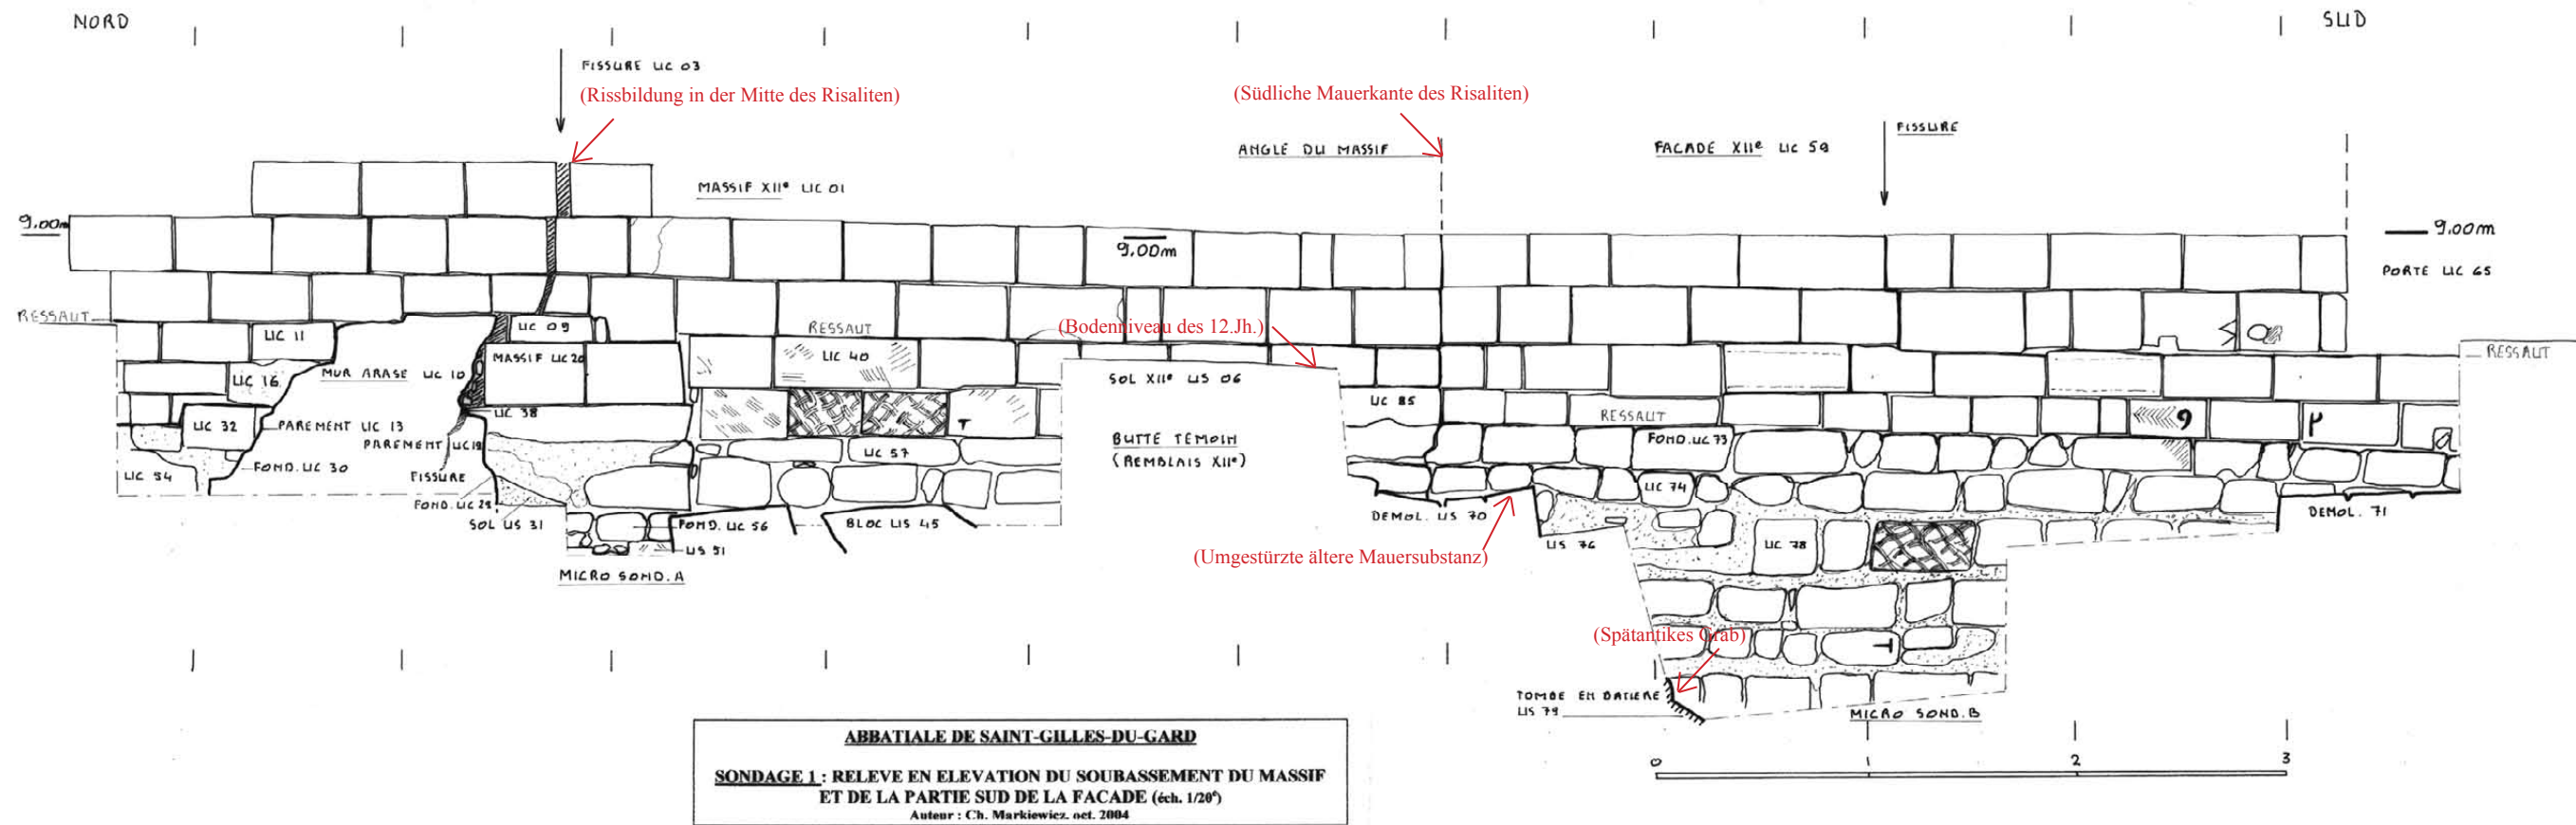 NORD
SUD
FISSURE UC 03
(Rissbildung in der Mitte des Risaliten)
(Südliche Mauerkante des Risaliten)
FISSURE
ANGLE DU MASSIF
FACADE XIIe UC 59
MASSIF XIIe UC 01
9.00m
9.00m
9.00m
PORTE UC 65
RESSAUT
UC 11
UC 09
RESSAUT
(Bodenniveau des 12.Jh.)
RESSAUT
MASSIF UC 20
UC 40
UC 16
MUR ARASE UC 10
SOL XIIe US 06
UC 85
UC 38
RESSAUT
UC 32
PAREMENT UC 13
PAREMENT UC 19
T
9
BUTTE TEMOIN
(REMBLAIS XIIe)
FOND. UC 73
UC 57
FOND. UC 30
UC 34
FISSURE
UC 74
FOND. UC 29
SOL US 31
FOND. UC 56
BLOC US 45
DEMOL. US 70
DEMOL. 71
US 51
US 76
UC 78
(Umgestürzte ältere Mauersubstanz)
MICRO SOND. A
(Spätantikes Grab)
TOMBE EN BATIERE
US 79
MICRO SOND. B
ABBATIALE DE SAINT-GILLES-DU-GARD
SONDAGE 1 : RELEVE EN ELEVATION DU SOUBASSEMENT DU MASSIF
ET DE LA PARTIE SUD DE LA FACADE (éch. 1/20e)
Auteur : Ch. Markiewicz. oct. 2004
0 1 2 3